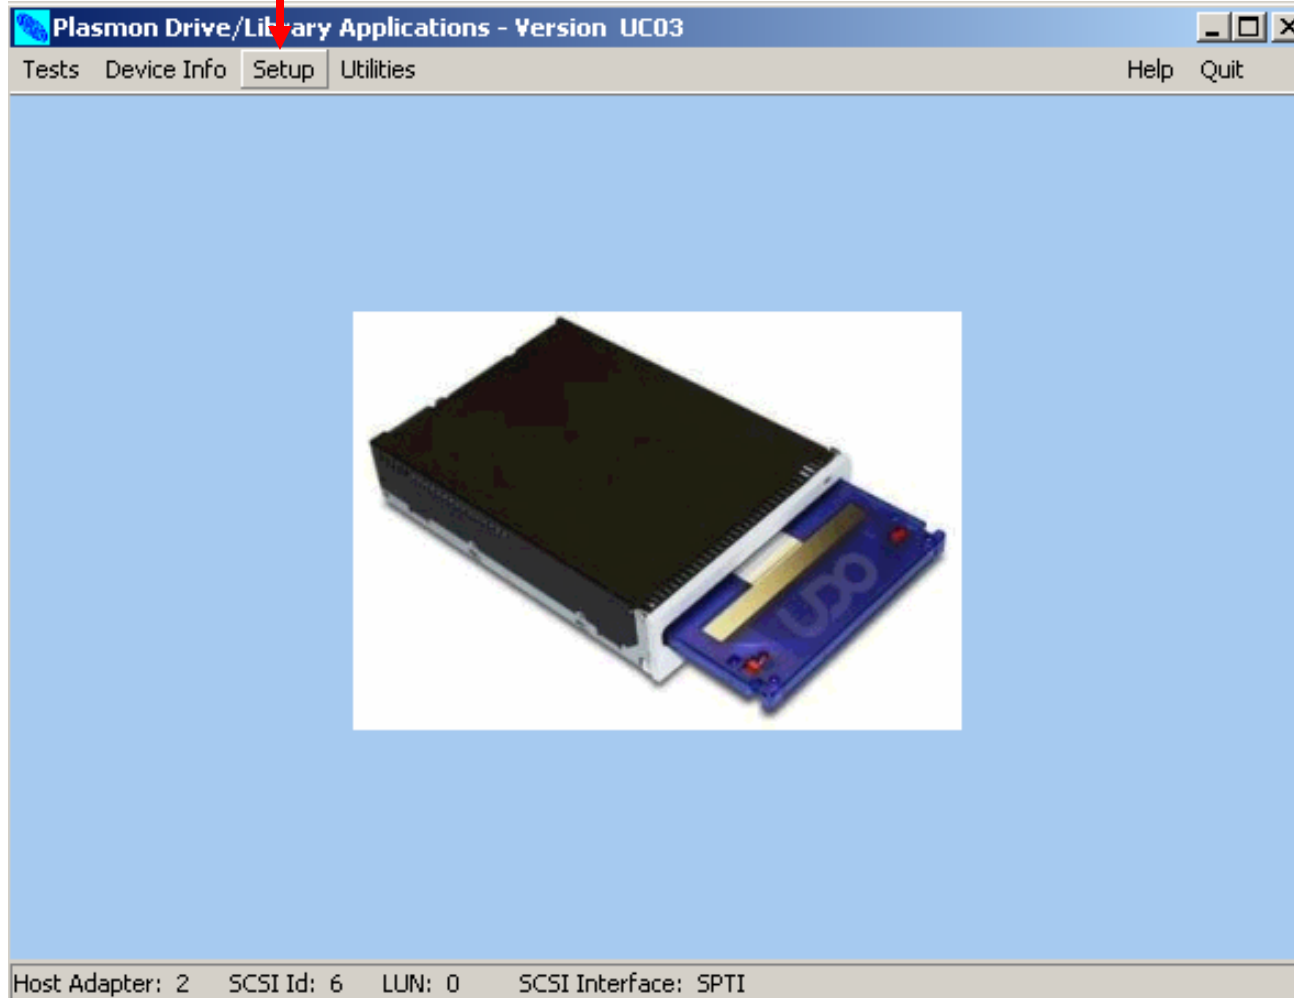 Plasmon Drive/Library Applications - Version UC03
Tests Device Info Setup Utilities Help Quit
UDO
Host Adapter: 2 SCSI Id: 6 LUN: 0 SCSI Interface: SPTI